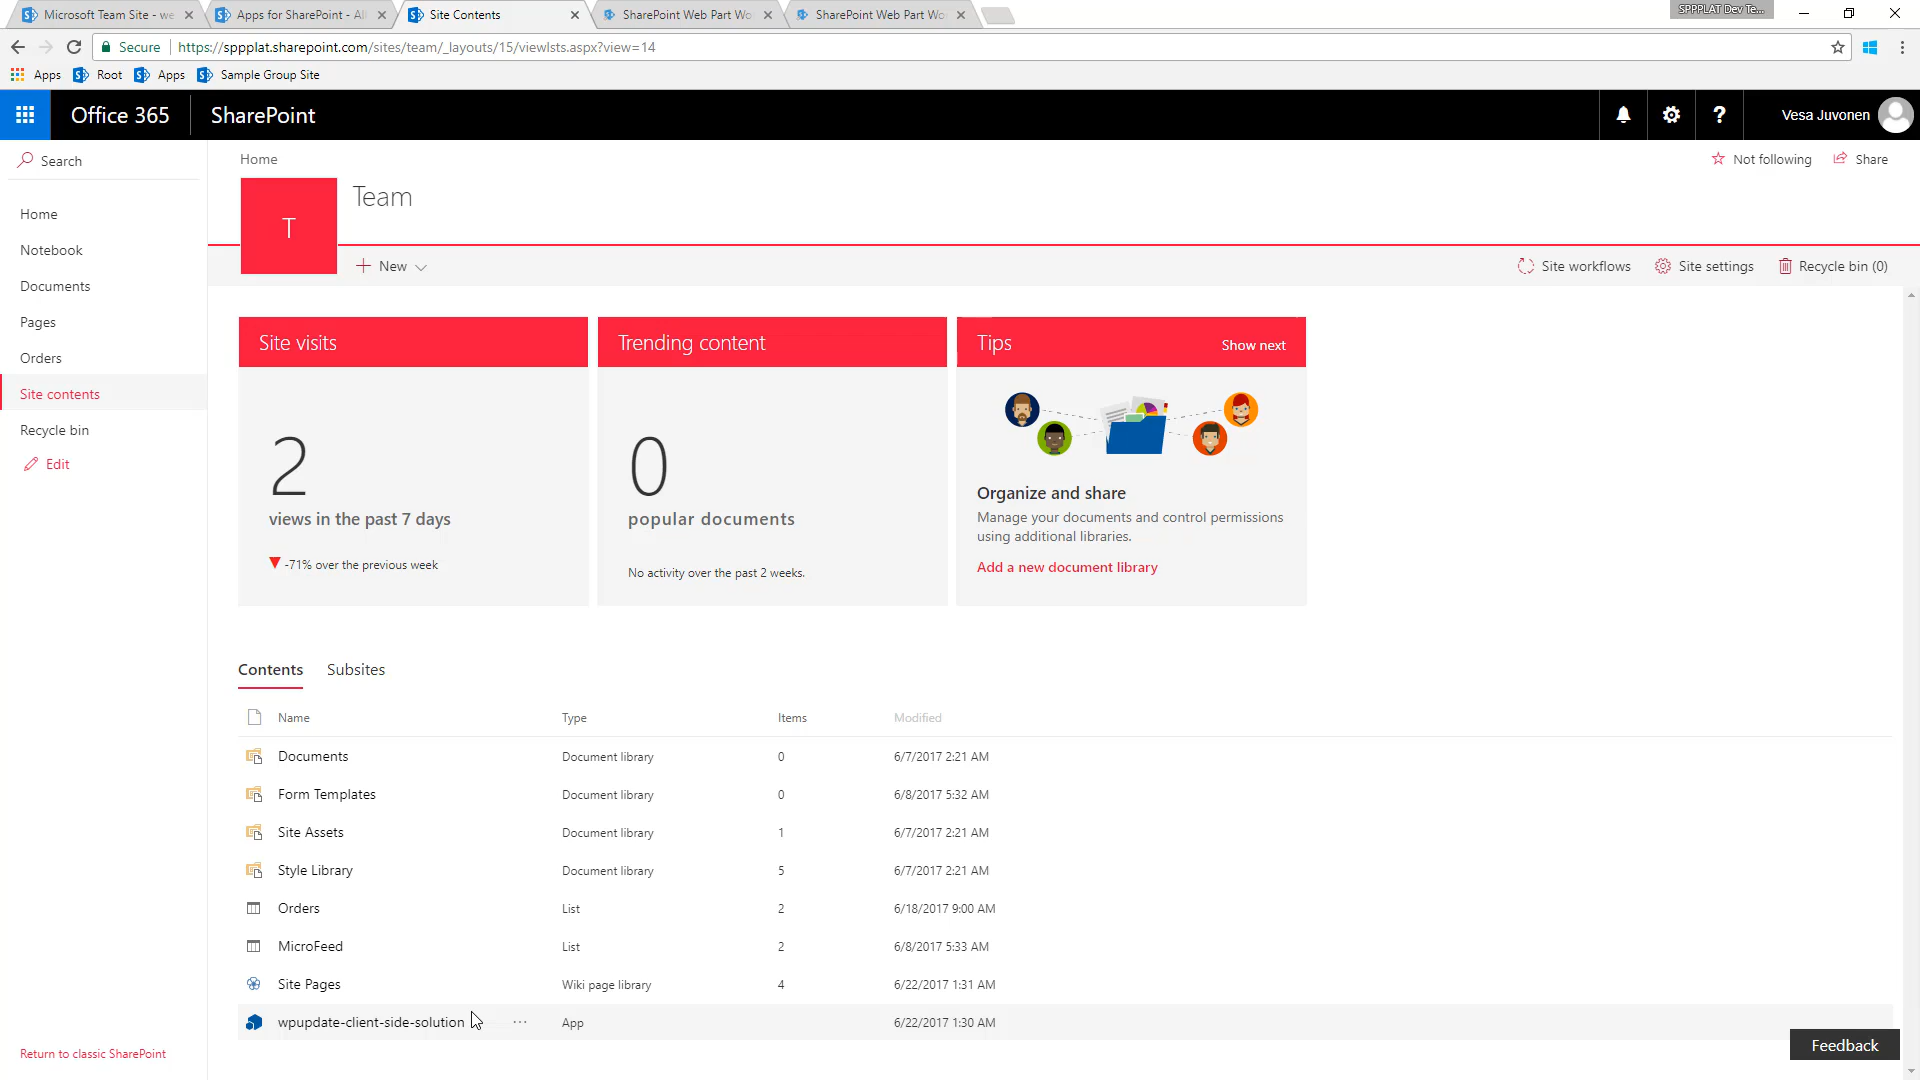 Microsoft Team Site - we
Apps for SharePoint - Al
Site Contents
SharePoint Web Part Wo
SharePoint Web Part Wo
SPPPLAT Dev Te...
Secure
https://sppplat.sharepoint.com/sites/team/_layouts/15/viewlsts.aspx?view=14
Apps
Root
Apps
Sample Group Site
Office 365
SharePoint
?
Vesa Juvonen
Search
Home
Not following
Share
Team
T
New
Site workflows
Site settings
Recycle bin (0)
Home
Notebook
Documents
Pages
Orders
Site contents
Recycle bin
Edit
Return to classic SharePoint
Site visits
2
views in the past 7 days
-71% over the previous week
Trending content
0
popular documents
No activity over the past 2 weeks.
Tips
Show next
Organize and share
Manage your documents and control permissions
using additional libraries.
Add a new document library
Contents
Subsites
Name Type Items Modified
Documents Document library 0 6/7/2017 2:21 AM
Form Templates Document library 0 6/8/2017 5:32 AM
Site Assets Document library 1 6/7/2017 2:21 AM
Style Library Document library 5 6/7/2017 2:21 AM
Orders List 2 6/18/2017 9:00 AM
MicroFeed List 2 6/8/2017 5:33 AM
Site Pages Wiki page library 4 6/22/2017 1:31 AM
wpupdate-client-side-solution ... App 6/22/2017 1:30 AM
Feedback